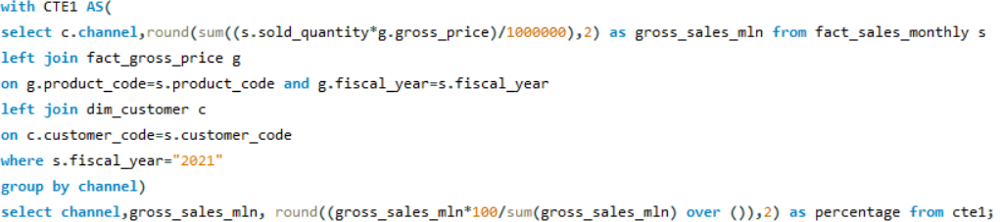 with CTE1 AS(
select c.channel,round(sum((s.sold_quantity*g.gross_price)/1000000),2) as gross_sales_mln from fact_sales_monthly s
left join fact_gross_price g
on g.product_code=s.product_code and g.fiscal_year=s.fiscal_year
left join dim_customer c
on c.customer_code=s.customer_code
where s.fiscal_year="2021"
group by channel)
select channel,gross_sales_mln, round((gross_sales_mln*100/sum(gross_sales_mln) over ()),2) as percentage from cte1;